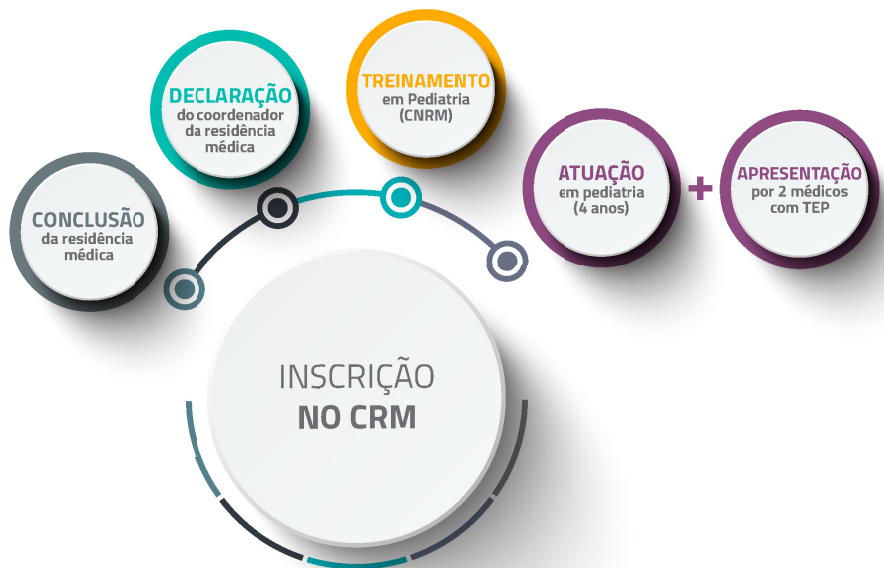 CONCLUSÃO
da residência
médica
DECLARAÇÃO
do coordenador
da residência
médica
TREINAMENTO
em Pediatria
(CNRM)
ATUAÇÃO
em pediatria
(4 anos)
+
APRESENTAÇÃO
por 2 médicos
com TEP
INSCRIÇÃO
NO CRM